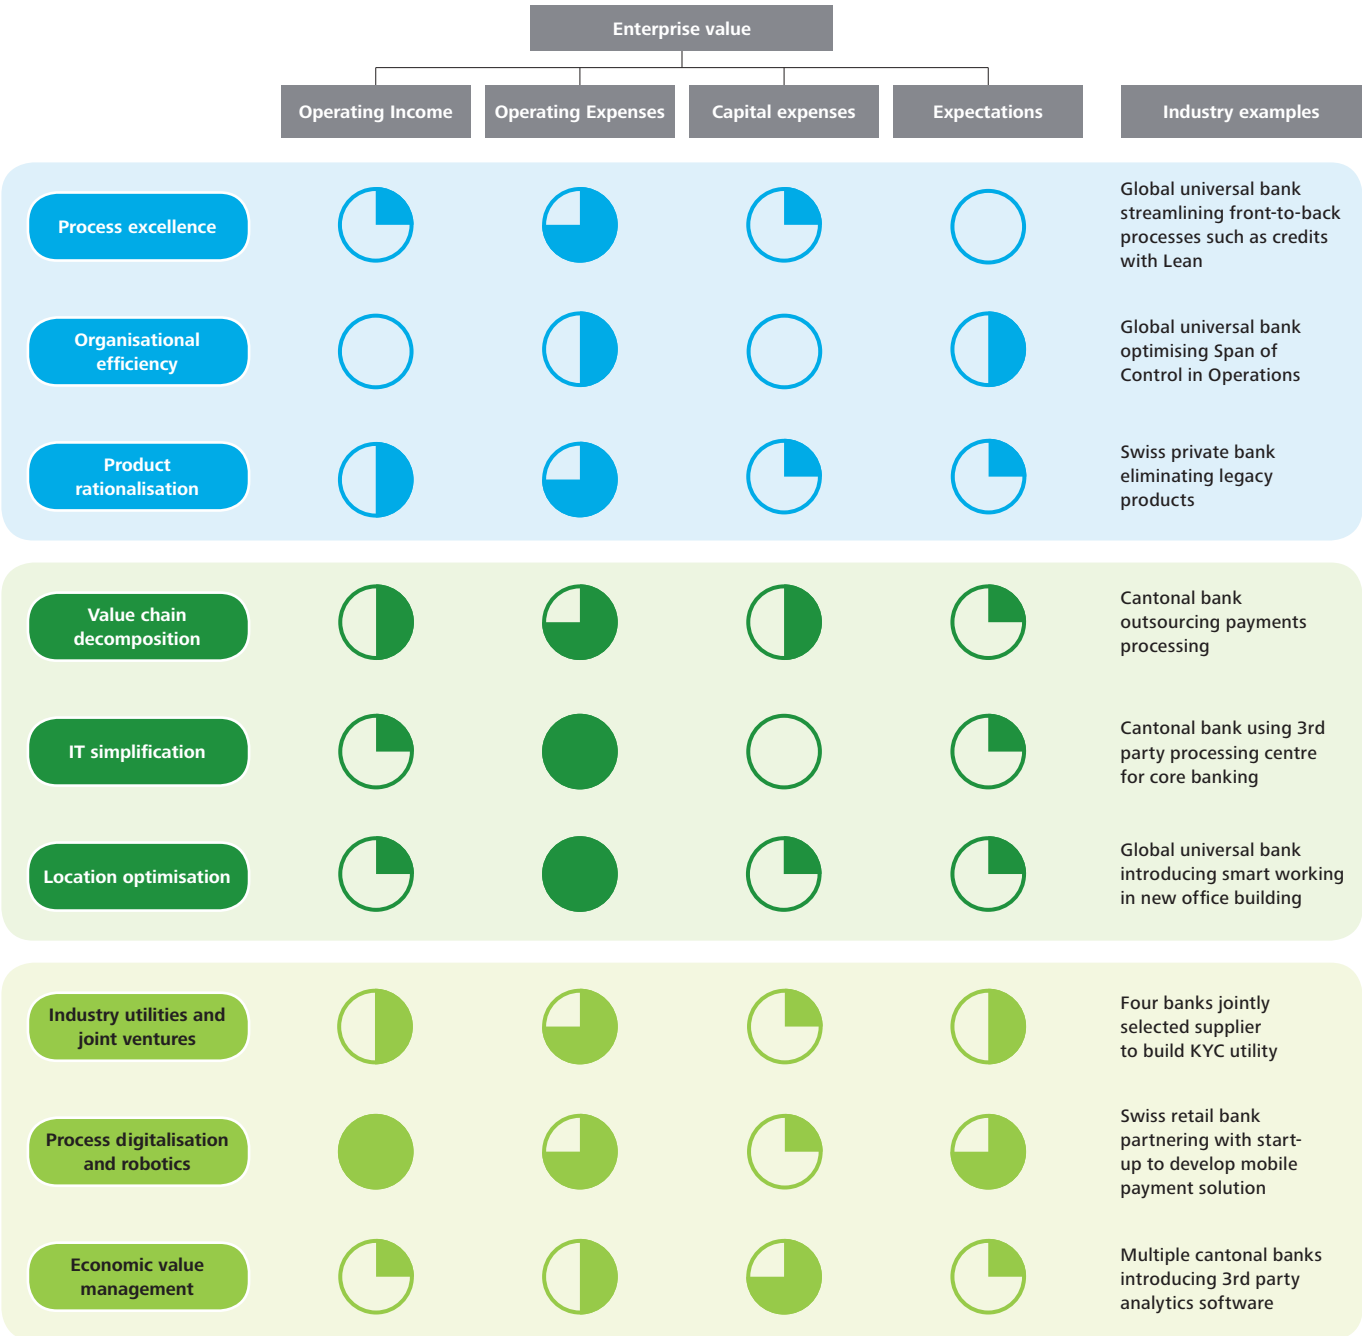 Enterprise value
Operating Income
Operating Expenses
Capital expenses
Expectations
Industry examples
Process excellence
Global universal bank
streamlining front-to-back
processes such as credits
with Lean
Organisational
efficiency
Global universal bank
optimising Span of
Control in Operations
Product
rationalisation
Swiss private bank
eliminating legacy
products
Value chain
decomposition
Cantonal bank
outsourcing payments
processing
IT simplification
Cantonal bank using 3rd
party processing centre
for core banking
Location optimisation
Global universal bank
introducing smart working
in new office building
Industry utilities and
joint ventures
Four banks jointly
selected supplier
to build KYC utility
Process digitalisation
and robotics
Swiss retail bank
partnering with start-
up to develop mobile
payment solution
Economic value
management
Multiple cantonal banks
introducing 3rd party
analytics software